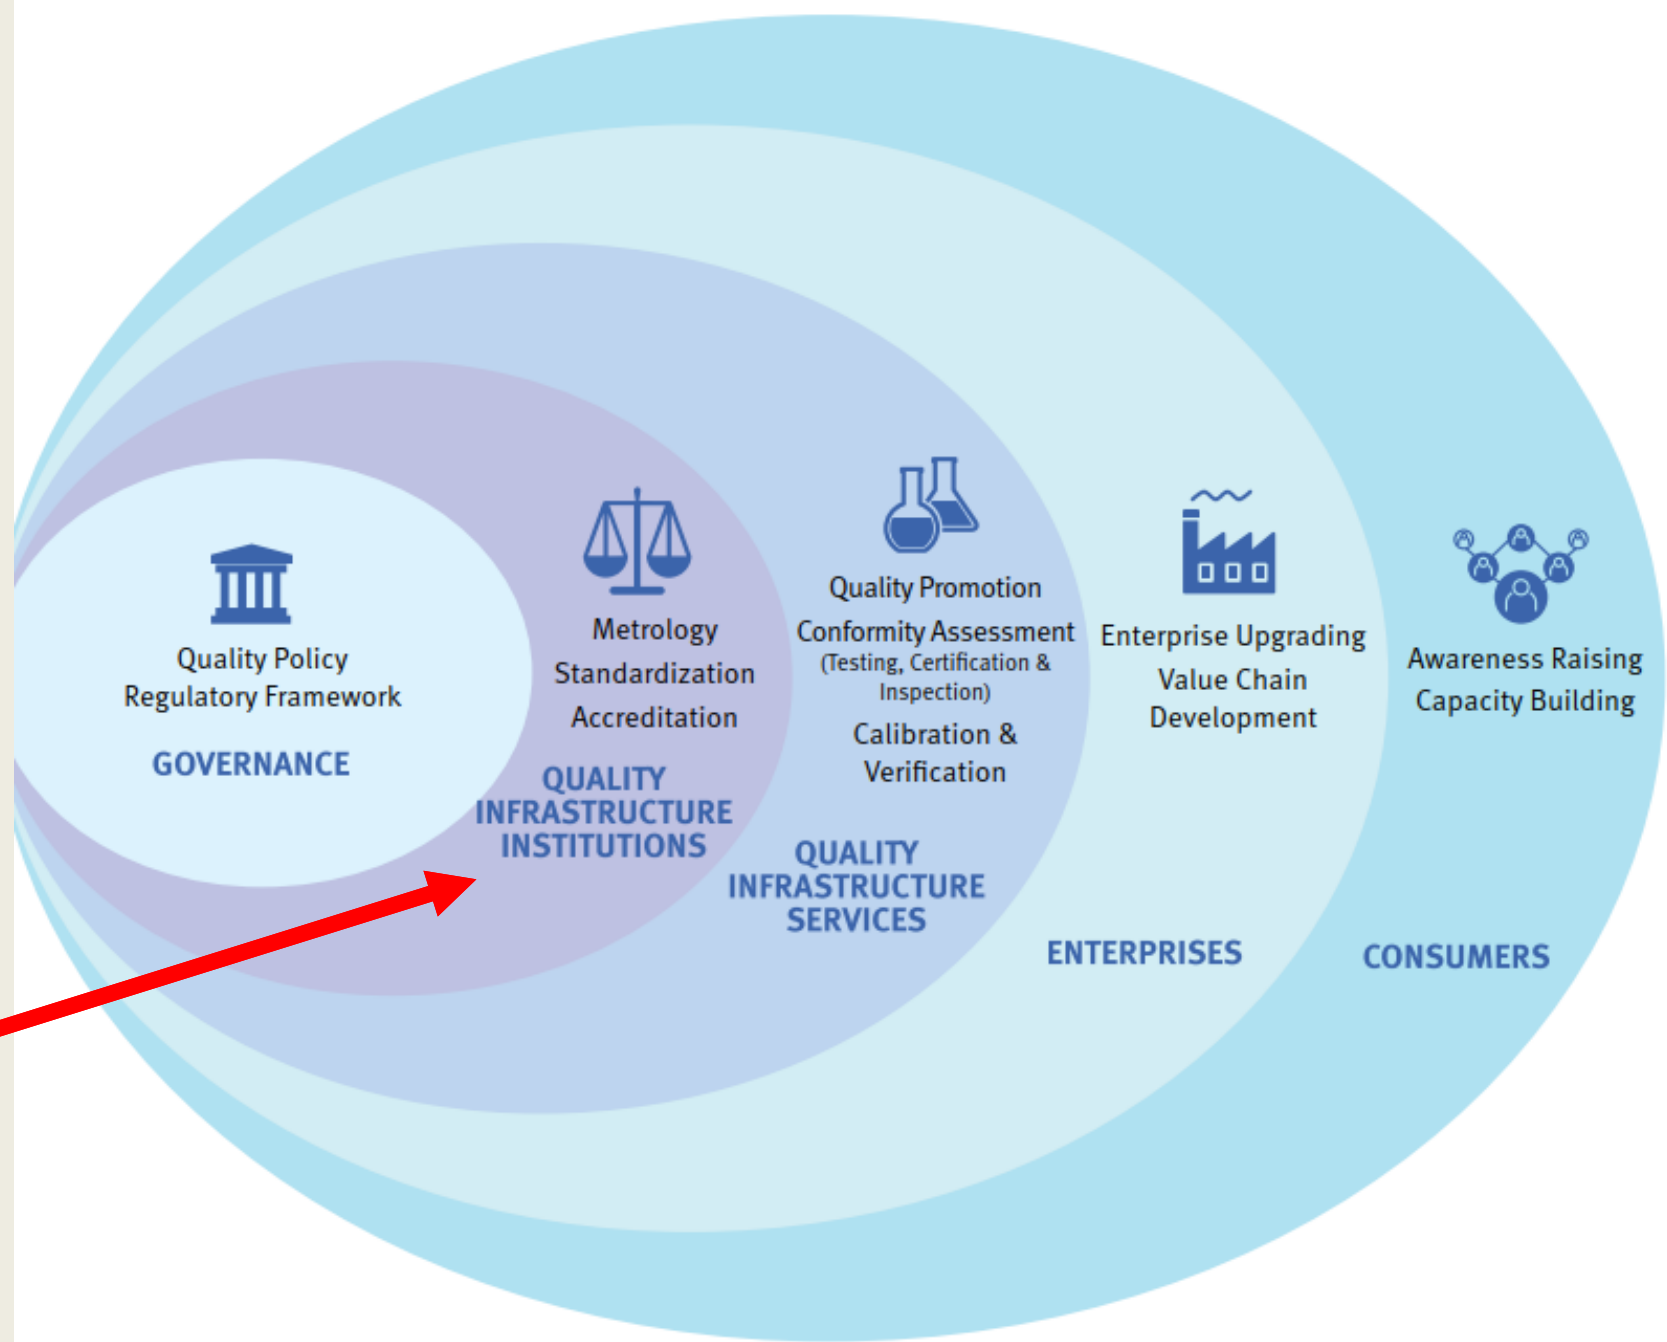 Quality Policy
Regulatory Framework
GOVERNANCE
Metrology
Standardization
Accreditation
QUALITY
INFRASTRUCTURE
INSTITUTIONS
Quality Promotion
Conformity Assessment
(Testing, Certification &
Inspection)
Calibration &
Verification
QUALITY
INFRASTRUCTURE
SERVICES
Enterprise Upgrading
Value Chain
Development
ENTERPRISES
Awareness Raising
Capacity Building
CONSUMERS